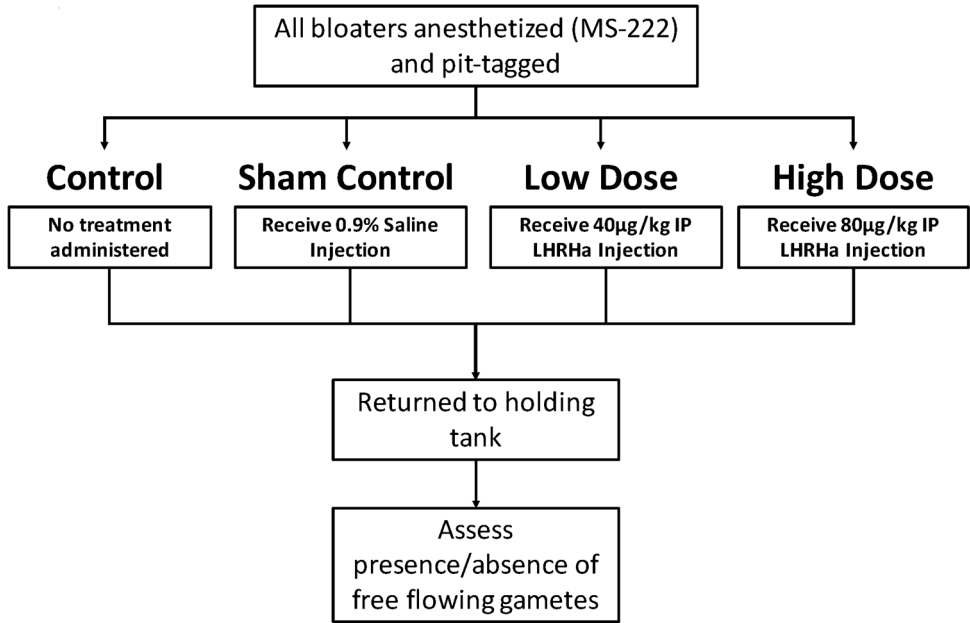 All bloaters anesthetized (MS-222)
and pit-tagged
Control
Sham Control
Low Dose
High Dose
No treatment
administered
Receive 0.9% Saline
Injection
Receive 40µg/kg IP
LHRHa Injection
Receive 80µg/kg IP
LHRHa Injection
Returned to holding
tank
Assess
presence/absence of
free flowing gametes